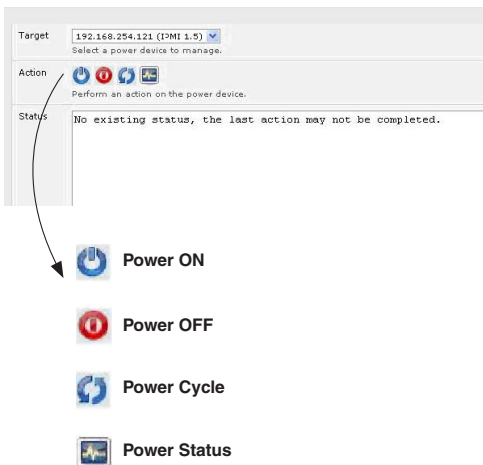 Target
192.168.254.121 (IPMI 1.5)
Select a power device to manage.
Action
Perform an action on the power device.
Status
No existing status, the last action may not be completed.
Power ON
Power OFF
Power Cycle
Power Status